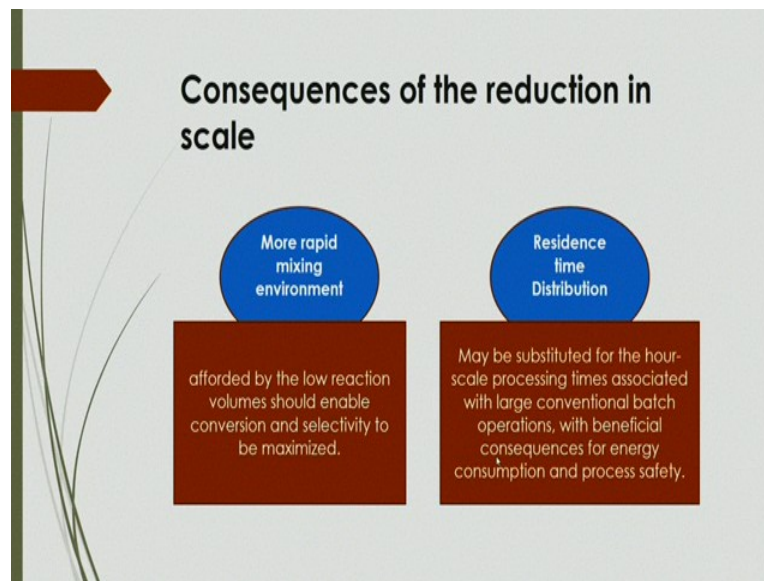 Consequences of the reduction in
scale
More rapid
mixing
environment
afforded by the low reaction
volumes should enable
conversion and selectivity to
be maximized.
Residence
time
Distribution
May be substituted for the hour-
scale processing times associated
with large conventional batch
operations, with beneficial
consequences for energy
consumption and process safety.